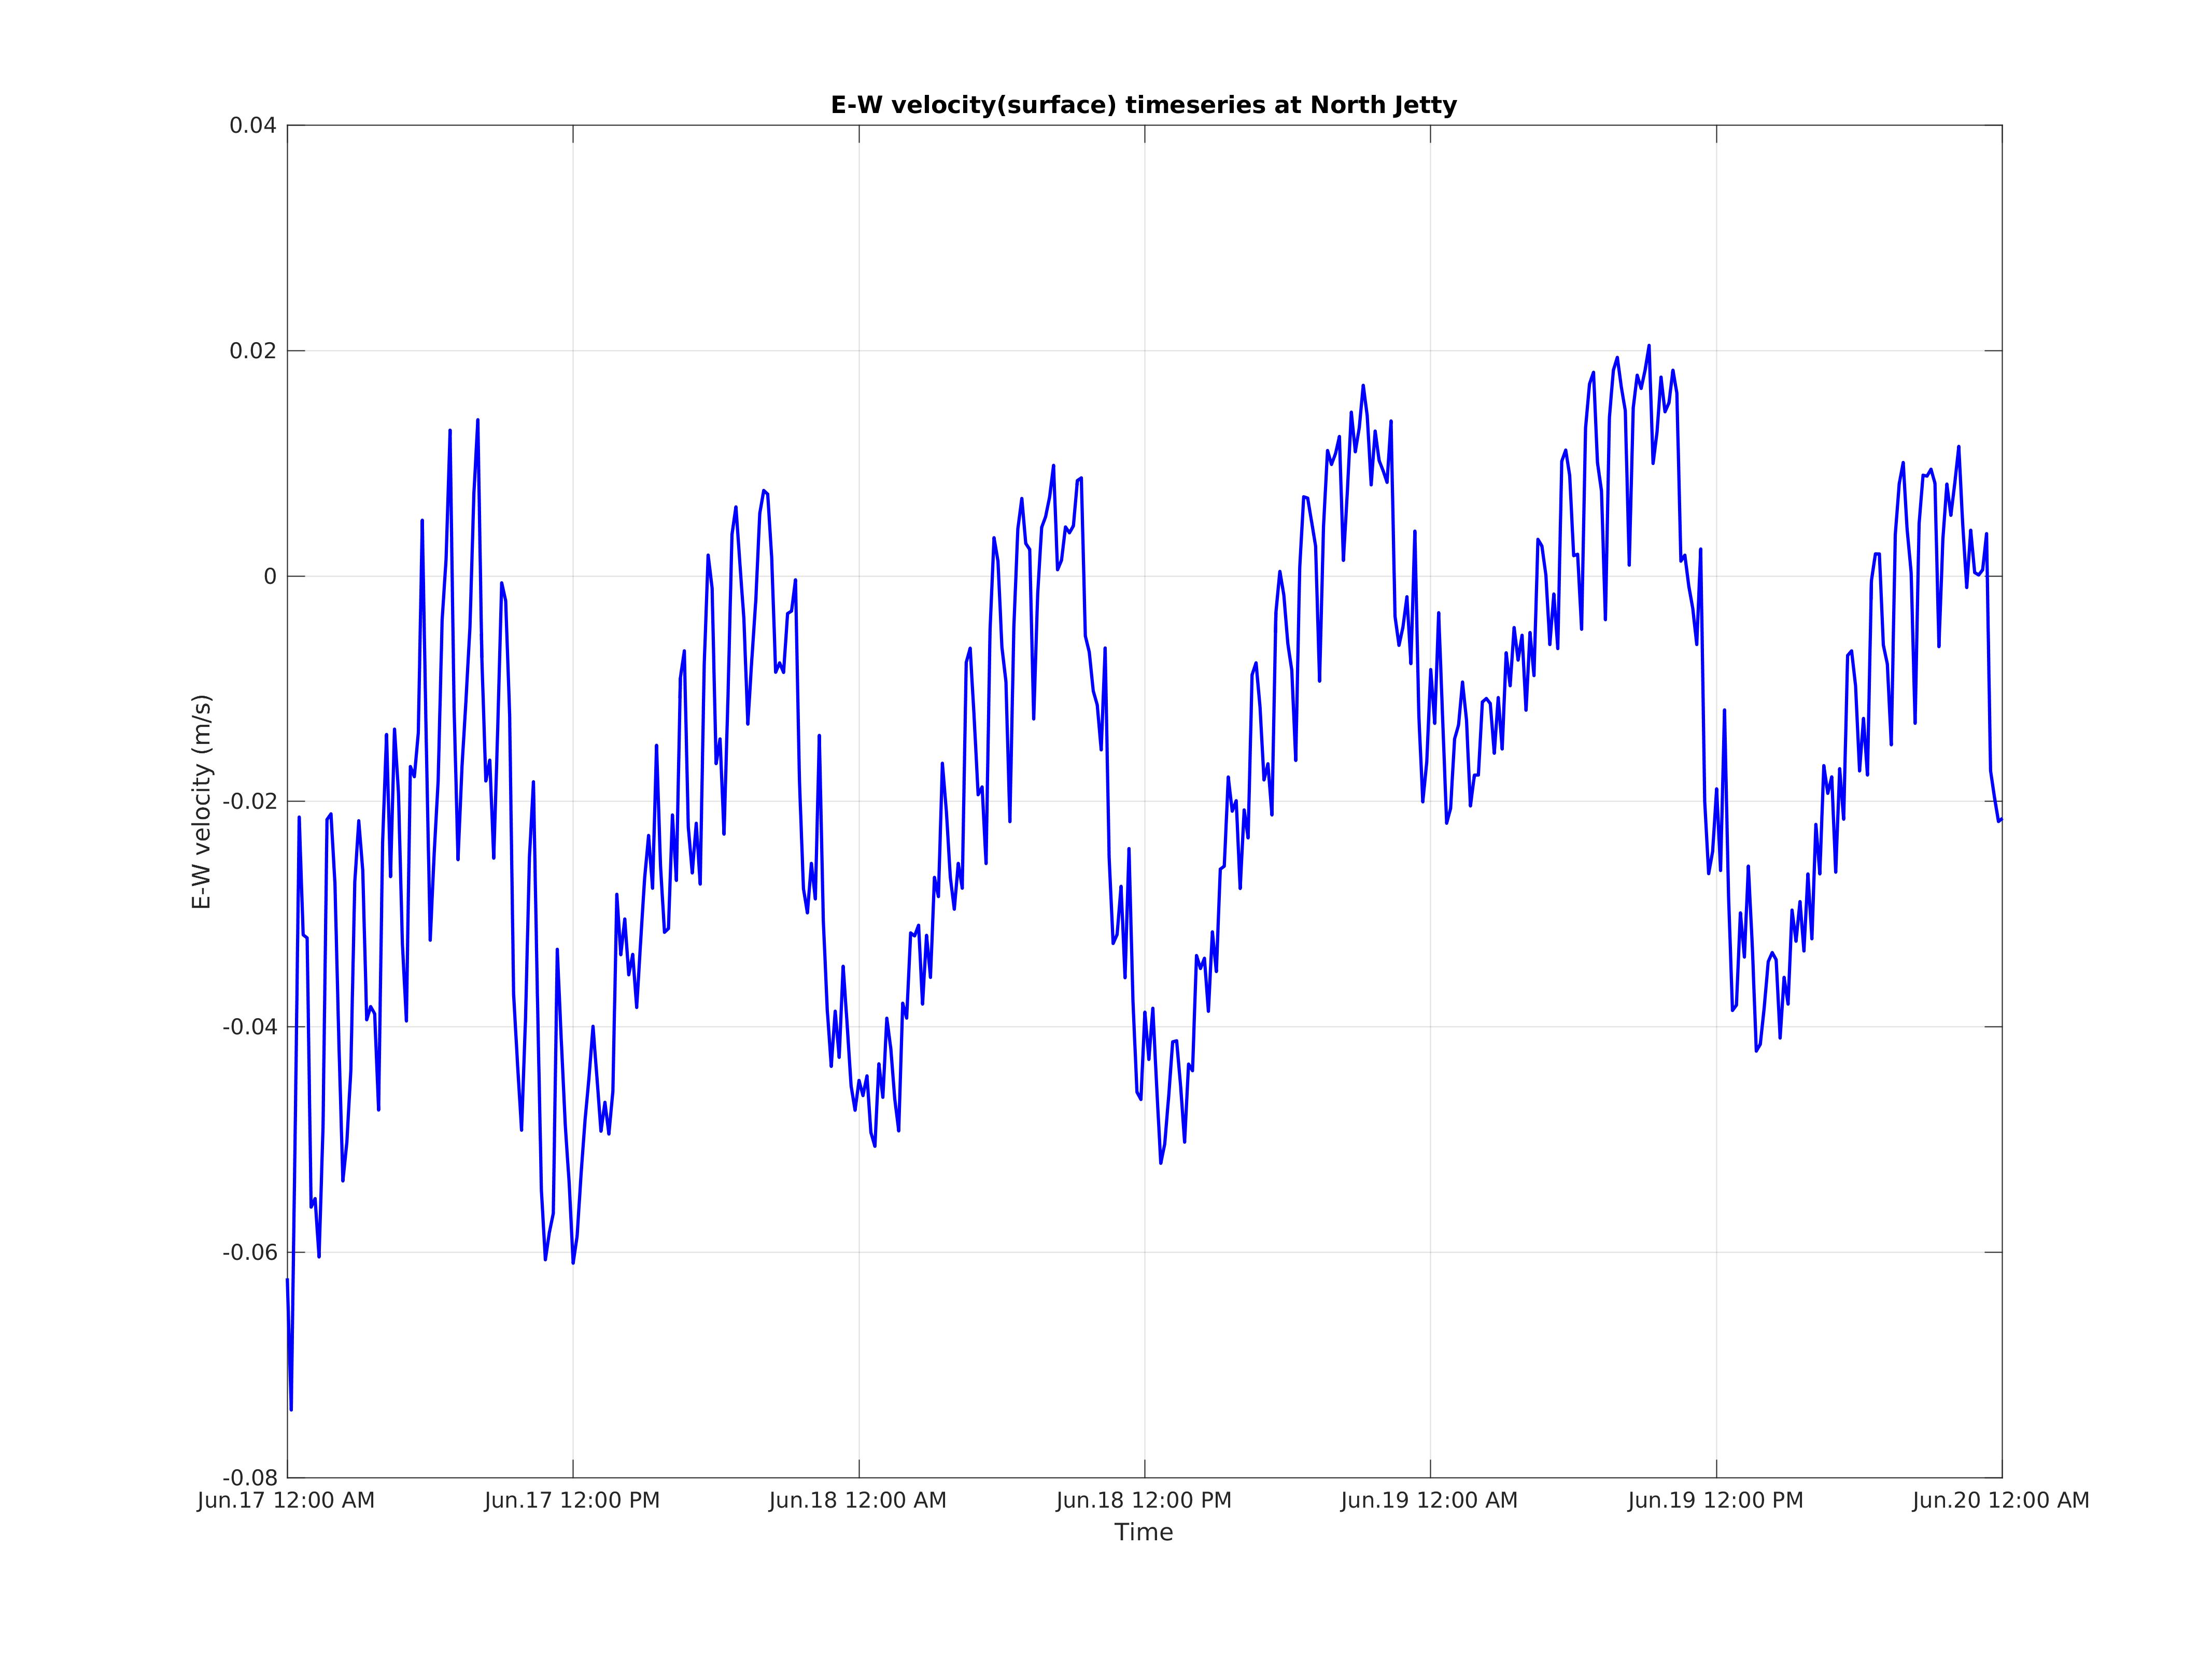 E-W velocity(surface) timeseries at North Jetty
0.04
0.02
0
-0.02
-0.04
-0.06
-0.08
E-W velocity (m/s)
Jun.17 12:00 AM Jun.17 12:00 PM Jun.18 12:00 AM Jun.18 12:00 PM Jun.19 12:00 AM Jun.19 12:00 PM Jun.20 12:00 AM
Time